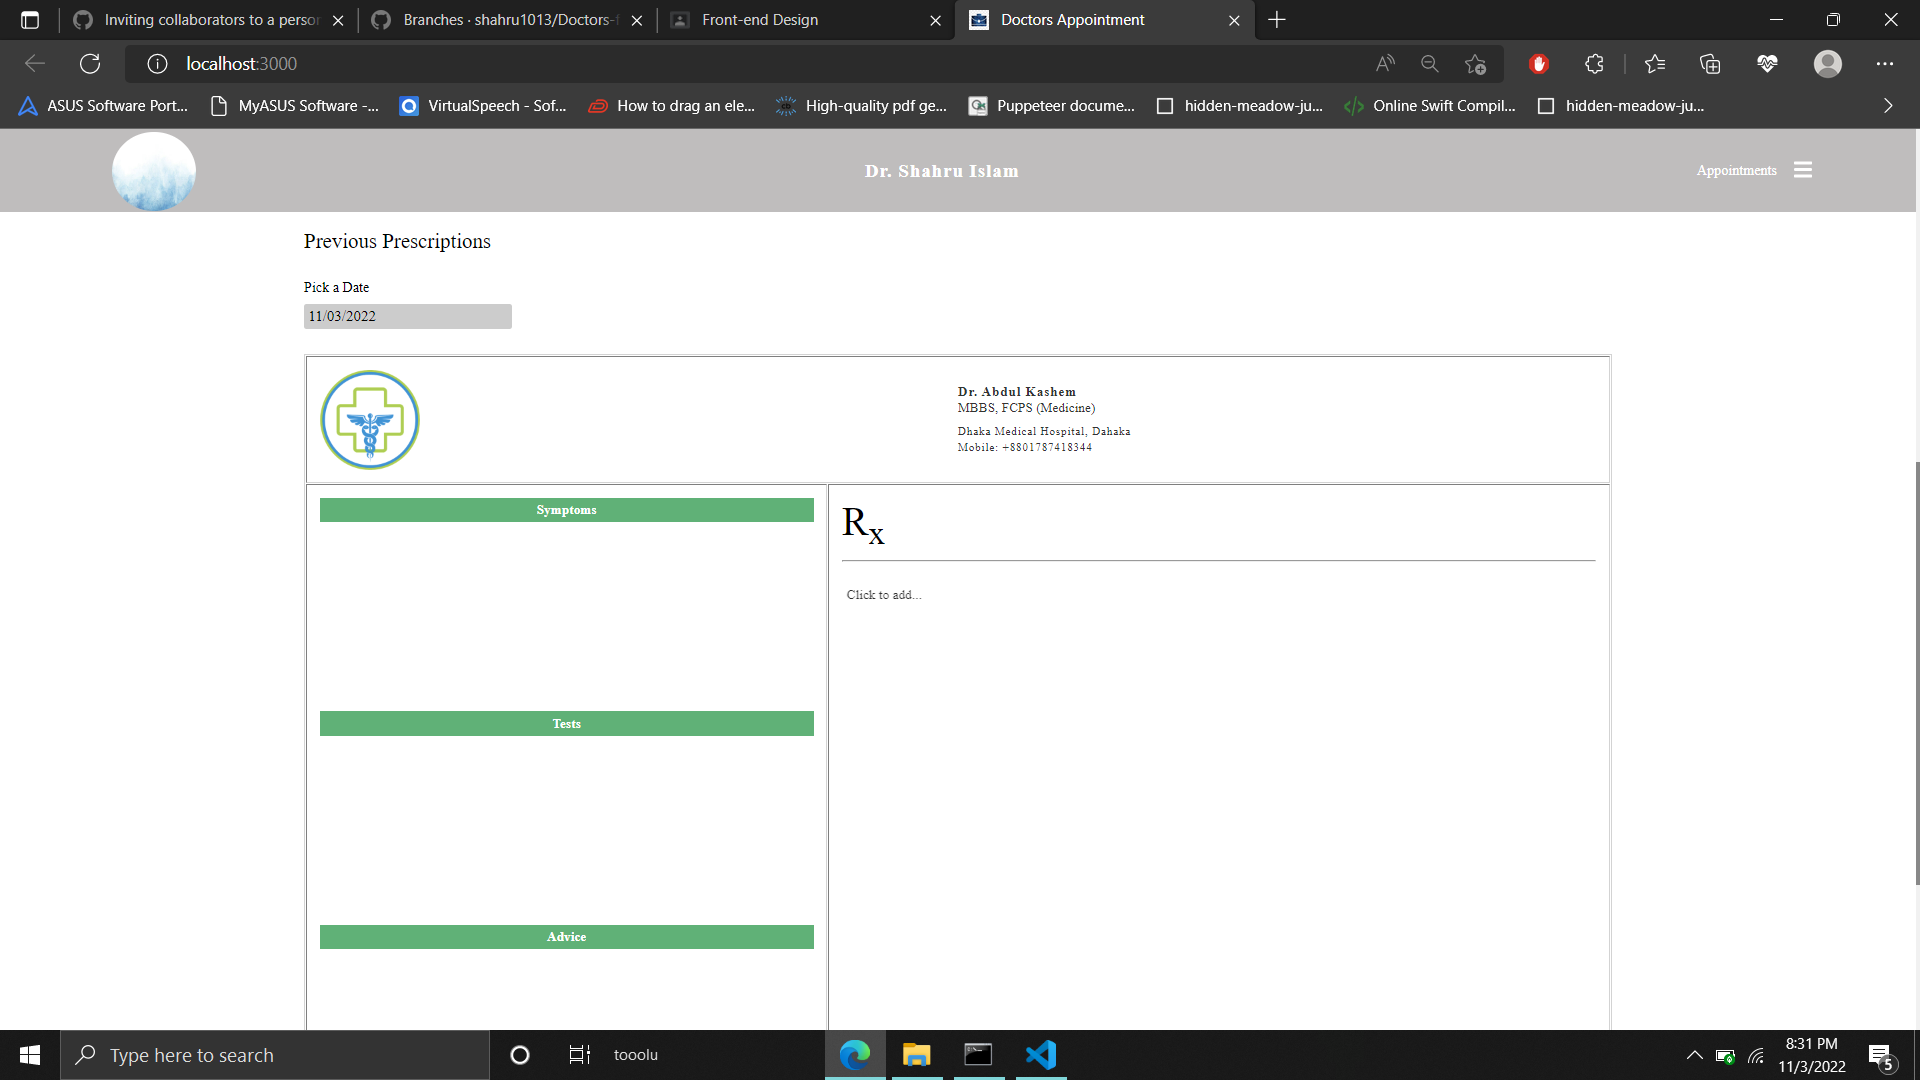 Inviting collaborators to a person
Branches · shahru1013/Doctors-f
Front-end Design
Doctors Appointment
localhost:3000
ASUS Software Port...
MyASUS Software -...
VirtualSpeech - Sof...
How to drag an ele...
High-quality pdf ge...
Puppeteer docume...
hidden-meadow-ju...
Online Swift Compil...
hidden-meadow-ju...
Dr. Shahru Islam
Appointments
Previous Prescriptions
Pick a Date
11/03/2022
Dr. Abdul Kashem
MBBS, FCPS (Medicine)
Dhaka Medical Hospital, Dahaka
Mobile: +8801787418344
Symptoms
Rx
Click to add...
Tests
Advice
Type here to search
tooolu
8:31 PM
11/3/2022
5